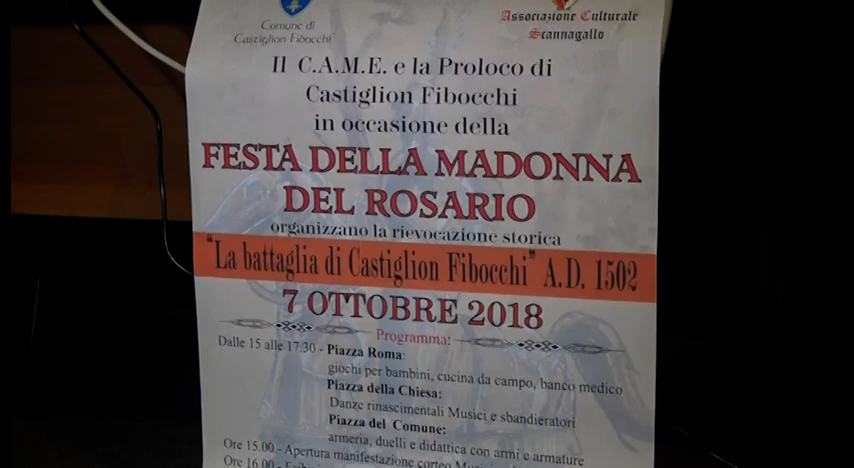 Comune di
Castiglion Fibocchi
Associazione Culturale
Scannagallo
Il C.A.M.E. e la Proloco di
Castiglion Fibocchi
in occasione della
FESTA DELLA MADONNA
DEL ROSARIO
organizzano la rievocazione storica
"La battaglia di Castiglion Fibocchi" A.D. 1502
7 OTTOBRE 2018
Programma:
Dalle 15 alle 17.30 - Piazza Roma:
giochi per bambini, cucina da campo, banco medico
Piazza della Chiesa:
Danze rinascimentali Musici e sbandieratori
Piazza del Comune:
armeria, duelli e didattica con armi e armature
Ore 15.00 - Apertura manifestazione corteo
Ore 16.00 -